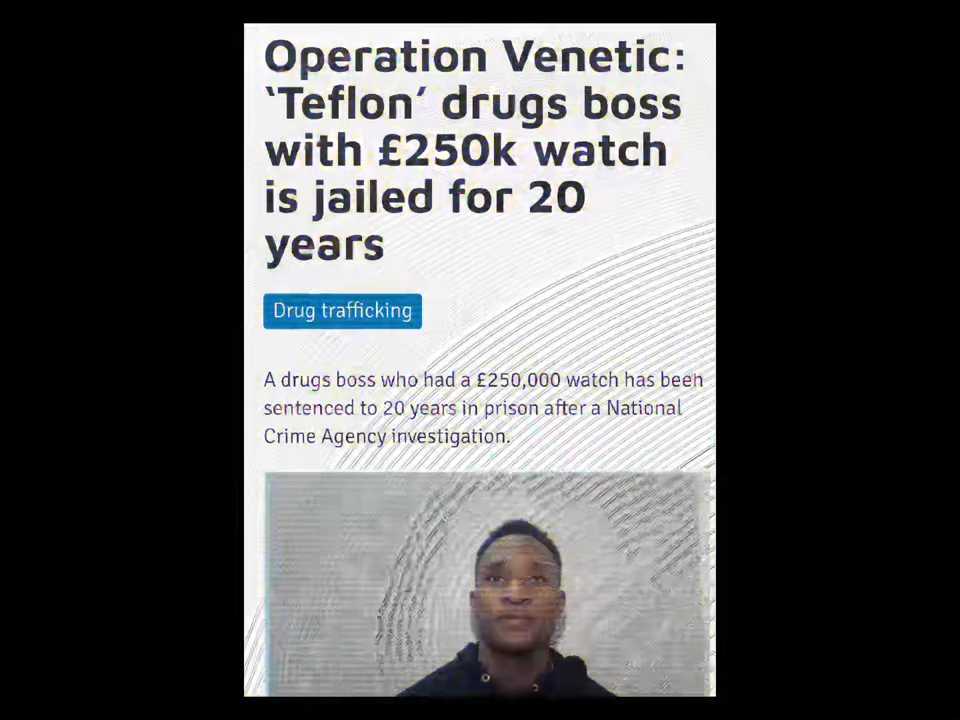 Operation Venetic:
‘Teflon’ drugs boss
with £250k watch
is jailed for 20
years
Drug trafficking
A drugs boss who had a £250,000 watch has been
sentenced to 20 years in prison after a National
Crime Agency investigation.